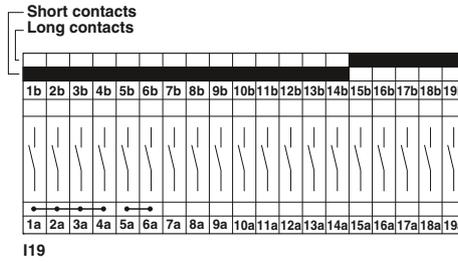 Short contacts
Long contacts
1b 2b 3b 4b 5b 6b 7b 8b 9b 10b 11b 12b 13b 14b 15b 16b 17b 18b
1a 2a 3a 4a 5a 6a 7a 8a 9a 10a 11a 12a 13a 14a 15a 16a 17a 18a
I19